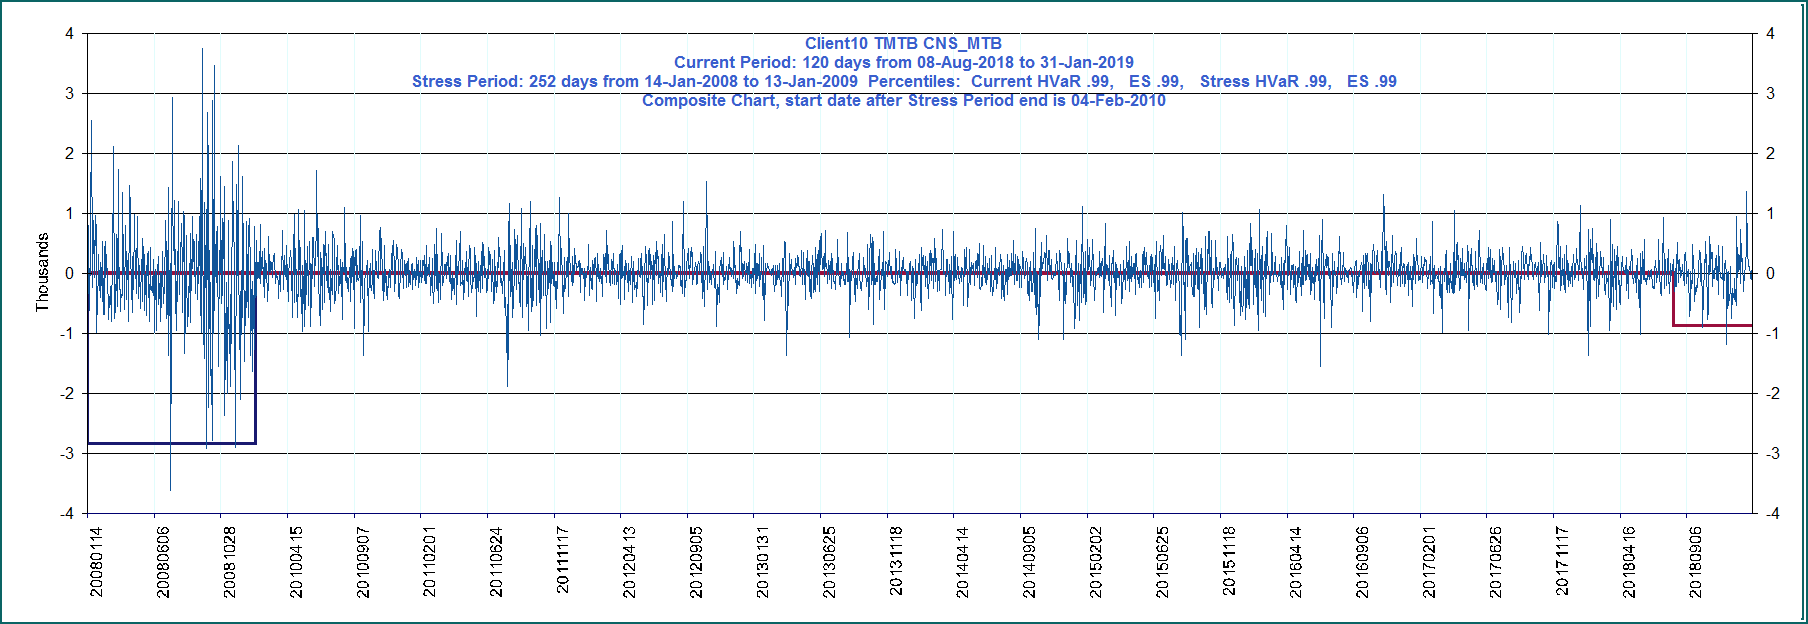 Client10 TMTB CNS_MTB
Current Period: 120 days from 08-Aug-2018 to 31-Jan-2019
Stress Period: 252 days from 14-Jan-2008 to 13-Jan-2009  Percentiles:  Current HVaR .99,   ES .99,   Stress HVaR .99,   ES .99
Composite Chart, start date after Stress Period end is 04-Feb-2010
4 4
3 3
2 2
1 1
0 0
-1 -1
-2 -2
-3 -3
-4 -4
Thousands
20080114 20080606 20081028 20100415 20100907 20110201 20110624 20111117 20120413 20120905 20130131 20130625 20131118 20140414 20140905 20150202 20150625 20151118 20160414 20160906 20170201 20170626 20171117 20180416 20180906